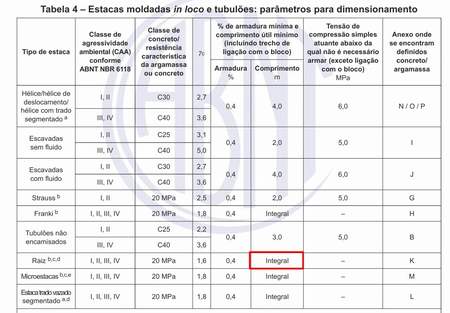 Tabela 4 – Estacas moldadas in loco e tubulões: parâmetros para dimensionamento
Tipo de estaca
Classe de
agressividade
ambiental (CAA)
conforme
ABNT NBR 6118
Classe de
concreto/
resistência
característica
da argamassa
ou concreto
γc
% de armadura mínima e
comprimento útil mínimo
(incluindo trecho de
ligação com o bloco)
Armadura
%
Comprimento
m
Tensão de
compressão simples
atuante abaixo da
qual não é necessário
armar (exceto ligação
com o bloco)
MPa
Anexo onde
se encontram
definidos
concreto/
argamassa
Hélice/hélice de
deslocamento/
hélice com trado
segmentado a
I, II C30 2,7
III, IV C40 3,6
0,4 4,0 6,0 N / O / P
Escavadas
sem fluido
I, II C25 3,1
III, IV C40 5,0
0,4 2,0 5,0 I
Escavadas
com fluido
I, II C30 2,7
III, IV C40 3,6
0,4 4,0 6,0 J
Strauss b I, II 20 MPa 2,5 0,4 2,0 5,0 G
Franki b I, II, III, IV 20 MPa 1,8 0,4 Integral – H
Tubulões não
encamisados
I, II C25 2,2
III, IV C40 3,6
0,4 3,0 5,0 B
Raiz b,c,d I, II, III, IV 20 MPa 1,6 0,4 Integral – K
Microestacas b,c,e I, II, III, IV 20 MPa 1,8 0,4 Integral – M
Estaca trado vazado
segmentado a,d
I, II, III, IV 20 MPa 1,8 0,4 Integral – L
ABNT